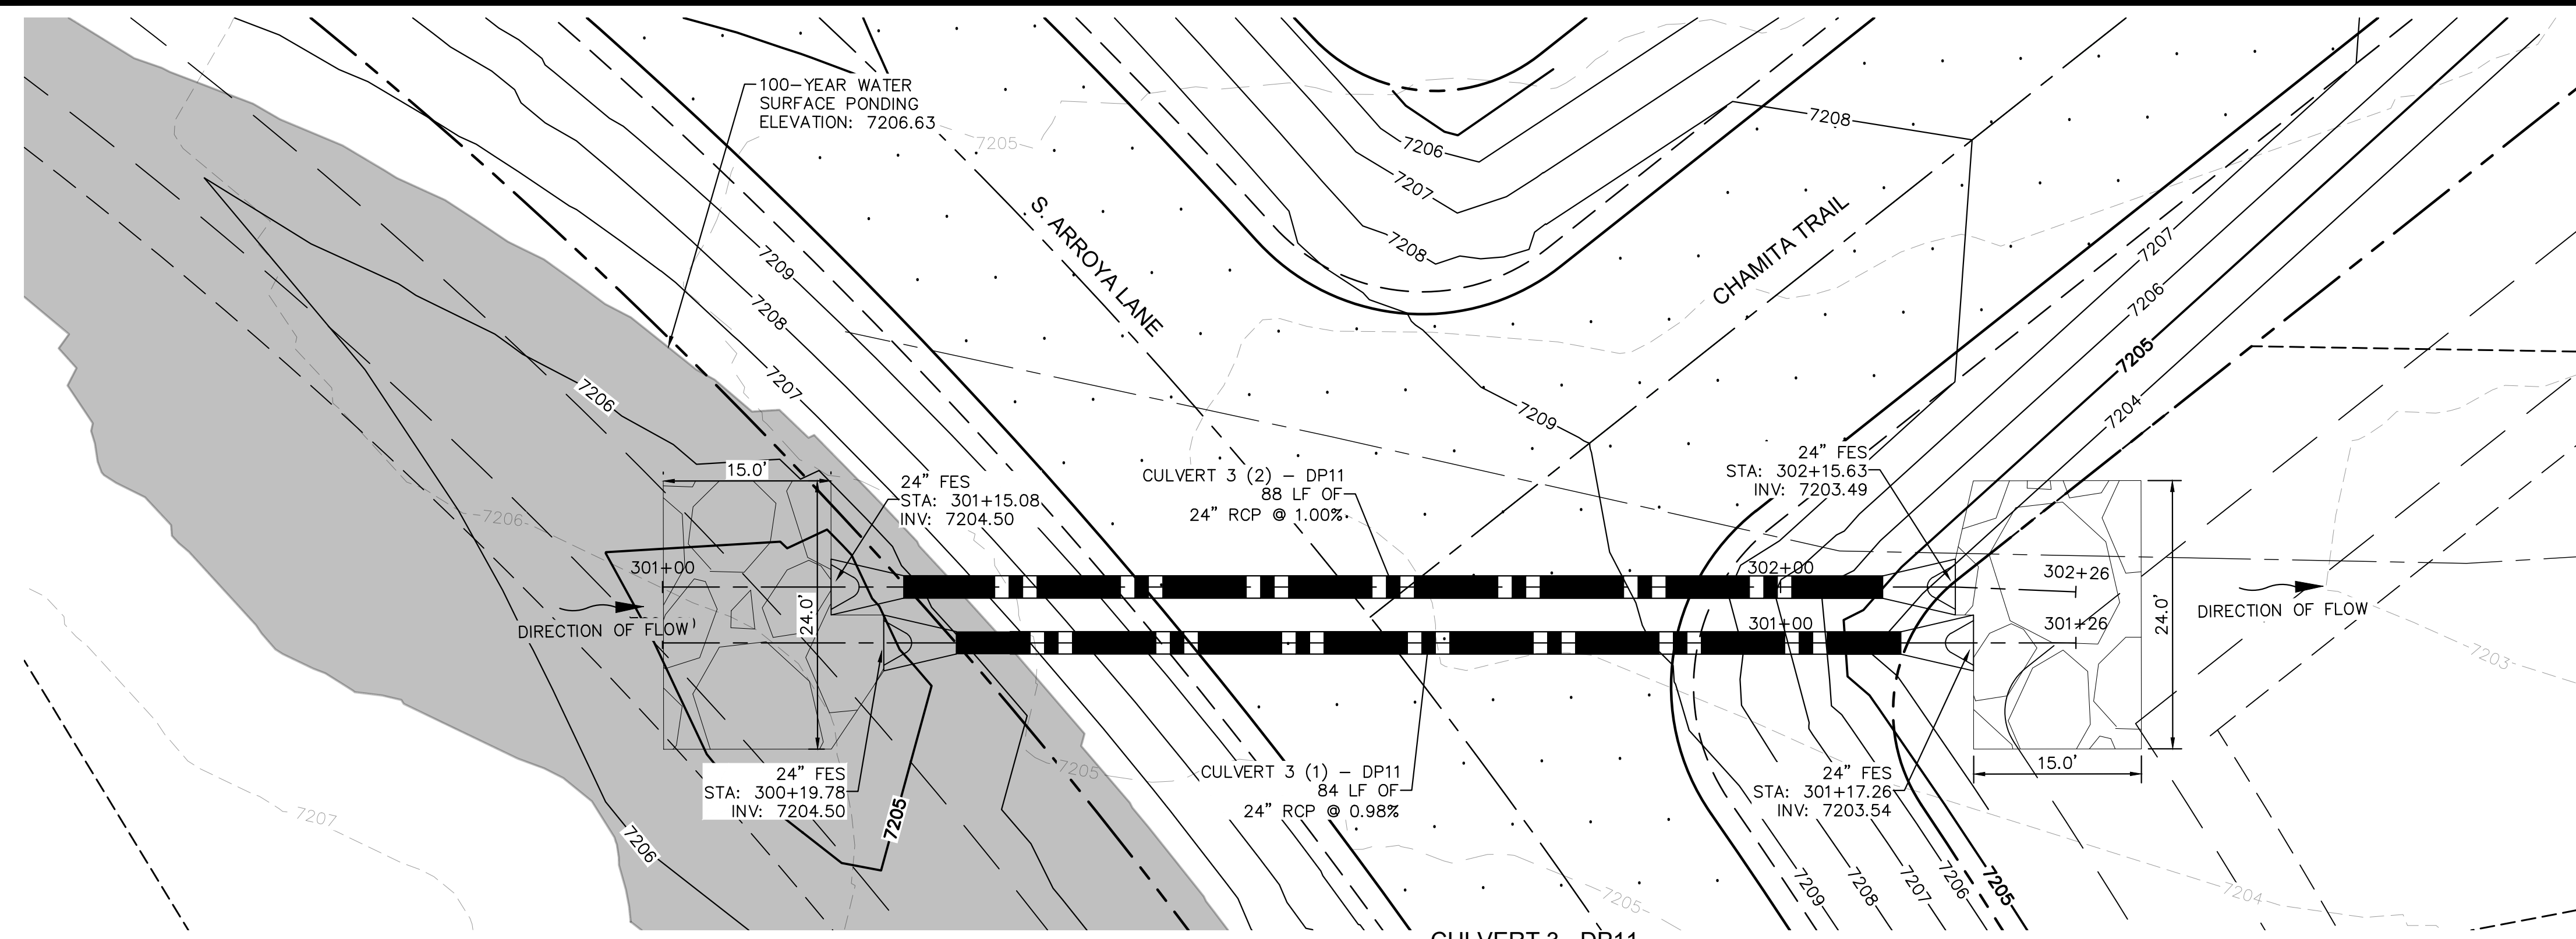 100-YEAR WATER
SURFACE PONDING
ELEVATION: 7206.63
7205
7206
7207
7208
7208
S. ARROYA LANE
CHAMITA TRAIL
7209
7208
7207
7206
7207
7206
7205
7204
7209
15.0'
24" FES
STA: 301+15.08
INV: 7204.50
CULVERT 3 (2) - DP11
88 LF OF
24" RCP @ 1.00%
24" FES
STA: 302+15.63
INV: 7203.49
7206
301+00
302+00
302+26
DIRECTION OF FLOW
24.0'
301+00
301+26
DIRECTION OF FLOW
24.0'
7203
7205
24" FES
STA: 300+19.78
INV: 7204.50
7205
CULVERT 3 (1) - DP11
84 LF OF
24" RCP @ 0.98%
24" FES
STA: 301+17.26
INV: 7203.54
15.0'
7207
7206
7205
7209
7208
7207
7206
7205
7204
CULVERT 3 - DP11